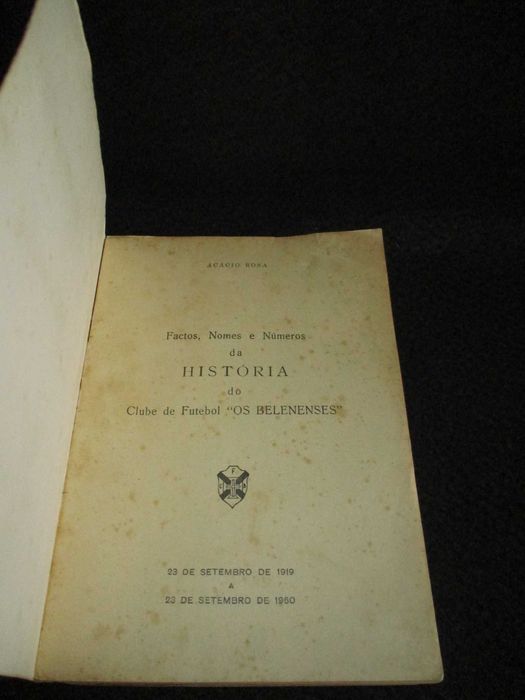 ACÁCIO ROSA
Factos, Nomes e Números
da
HISTÓRIA
do
Clube de Futebol "OS BELENENSES"
23 DE SETEMBRO DE 1919
A
23 DE SETEMBRO DE 1960